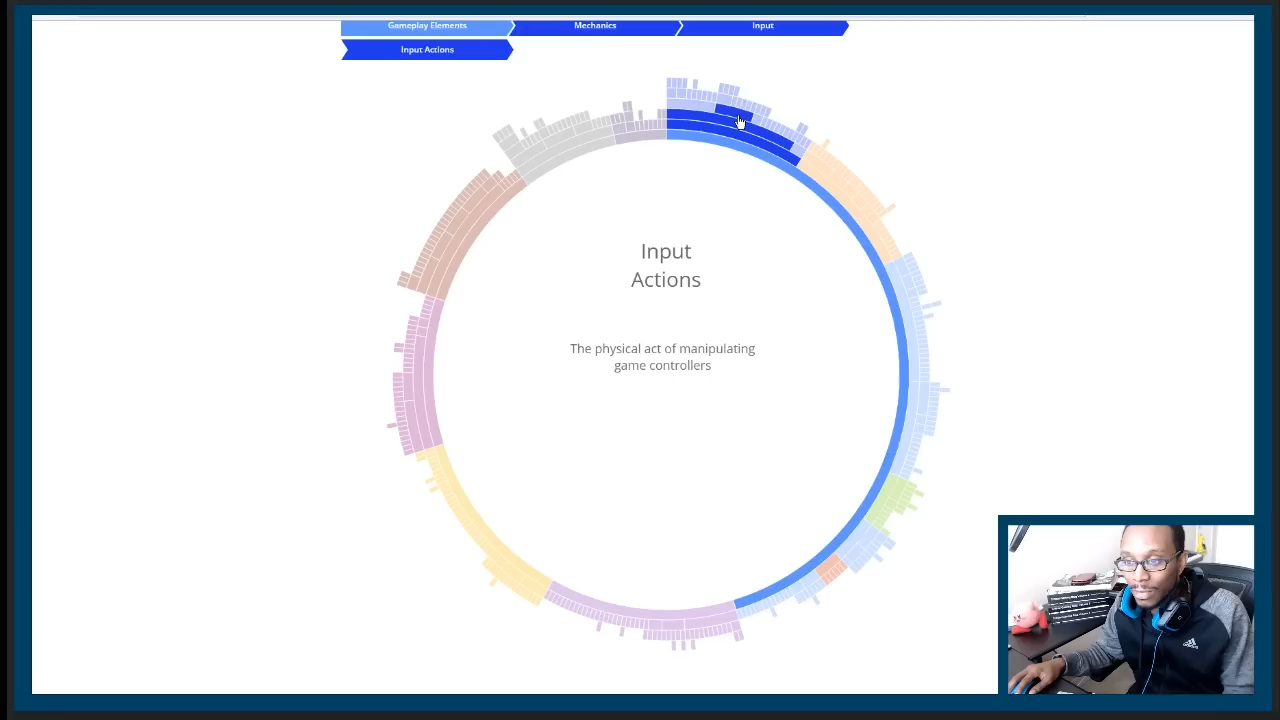 Gameplay Elements
Mechanics
Input
Input Actions
Input
Actions
The physical act of manipulating
game controllers